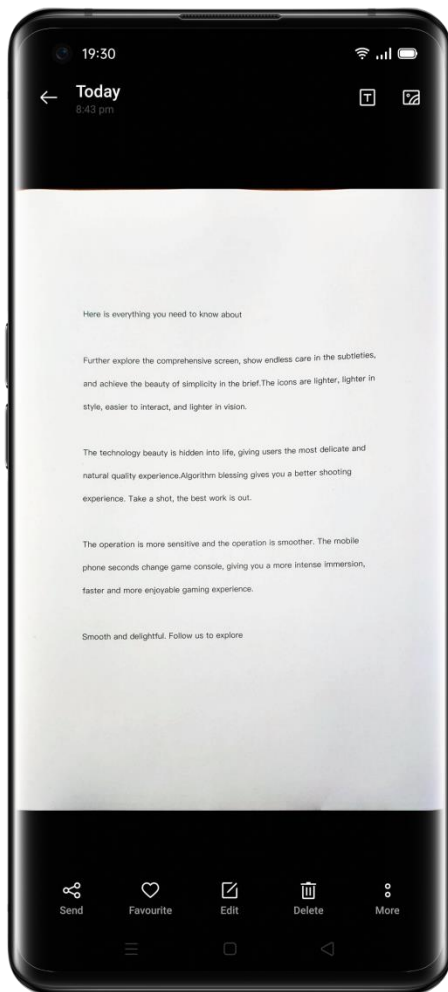 19:30
Today
8:43 pm
T
Here is everything you need to know about
Further explore the comprehensive screen, show endless care in the subtleties,
and achieve the beauty of simplicity in the brief.The icons are lighter, lighter in
style, easier to interact, and lighter in vision.
The technology beauty is hidden into life, giving users the most delicate and
natural quality experience.Algorithm blessing gives you a better shooting
experience. Take a shot, the best work is out.
The operation is more sensitive and the operation is smoother. The mobile
phone seconds change game console, giving you a more intense immersion,
faster and more enjoyable gaming experience.
Smooth and delightful. Follow us to explore
Send Favourite Edit Delete More